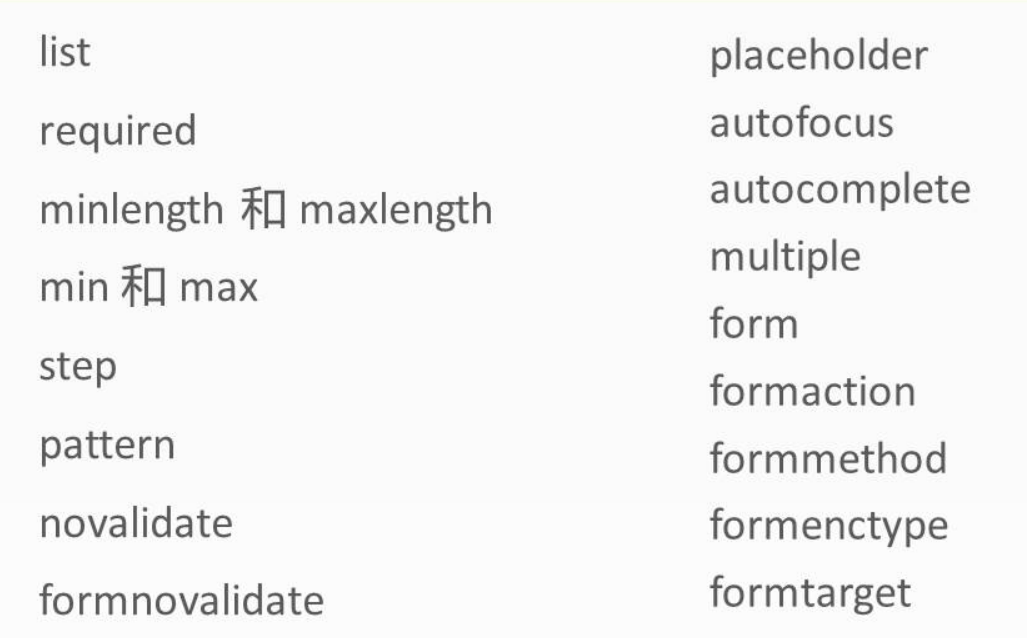 list
required
minlength 和 maxlength
min 和 max
step
pattern
novalidate
formnovalidate
placeholder
autofocus
autocomplete
multiple
form
formaction
formmethod
formenctype
formtarget